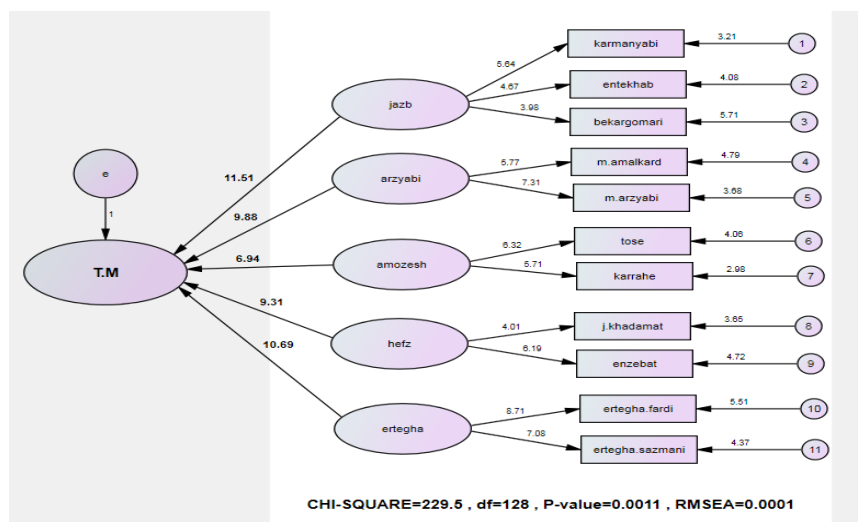 karmanyabi 3.21 1
5.64
entekhab 4.08 2
4.67
jazb
3.98
bekargomari 5.71 3
m.amalkard 4.79 4
5.77
e
11.51
arzyabi
7.31
m.arzyabi 3.68 5
1
9.88
tose 4.06 6
6.32
T.M
6.94
amozesh
5.71
karrahe 2.98 7
9.31
j.khadamat 3.65 8
4.01
hefz
10.69
6.19
enzebat 4.72 9
ertegha.fardi 5.51 10
8.71
ertegha
7.08
ertegha.sazmani 4.37 11
CHI-SQUARE=229.5 , df=128 , P-value=0.0011 , RMSEA=0.0001